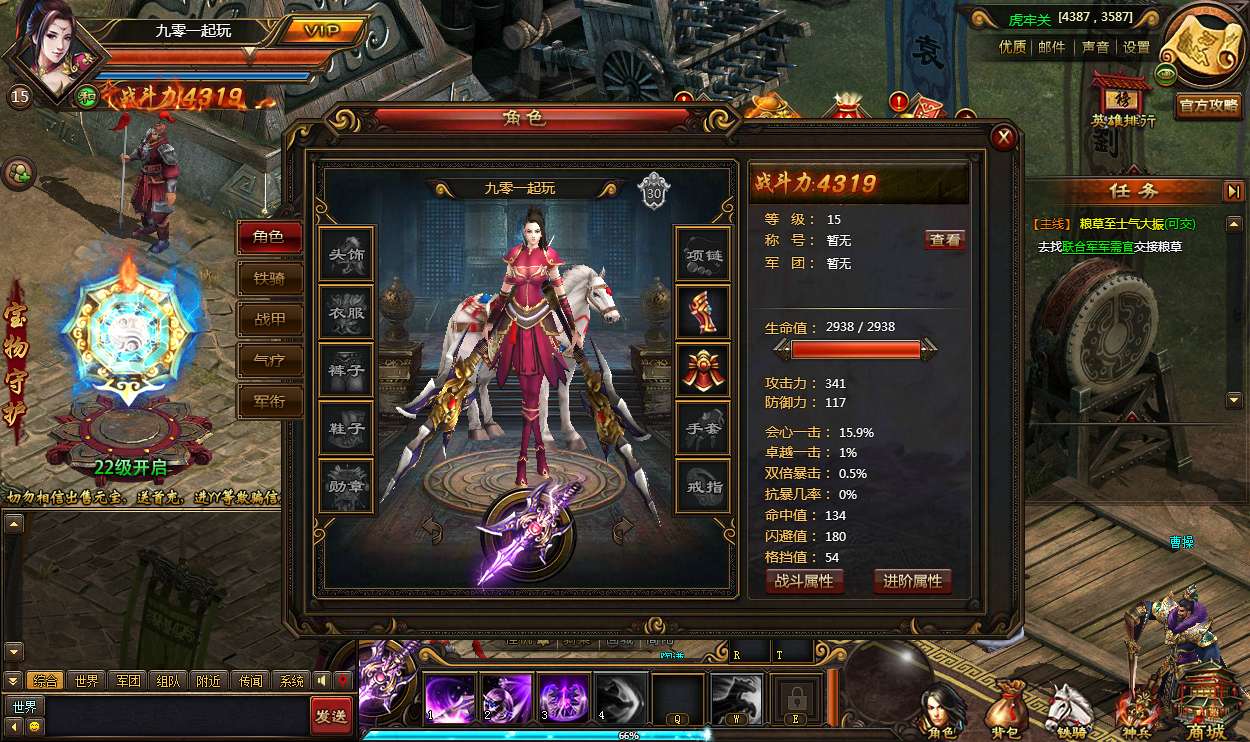 九零一起玩
VIP
15
和
战斗力4319
虎牢关 [4387 , 3587]
优质 邮件 声音 设置
官方攻略
榜
英雄排行
袁
刘
角色
九零一起玩
30
头饰
衣服
裤子
鞋子
勋章
项链
手套
戒指
角色
铁骑
战甲
气疗
军衔
战斗力:4319
等 级： 15
称 号： 暂无
查看
军 团： 暂无
生命值： 2938 / 2938
攻击力： 341
防御力： 117
会心一击： 15.9%
卓越一击： 1%
双倍暴击： 0.5%
抗暴几率： 0%
命中值： 134
闪避值： 180
格挡值： 54
战斗属性
进阶属性
任务
【主线】 粮草至士气大振(可交)
去找联合军军需官交接粮草
宝物守护
22级开启
切勿相信出售元宝、送首充、进YY等欺骗信
曹操
陶谦
综合 世界 军团 组队 附近 传闻 系统
世界
发送
1 2 3 4 Q W E
R T
66%
角色 背包 铁骑 神兵 商城